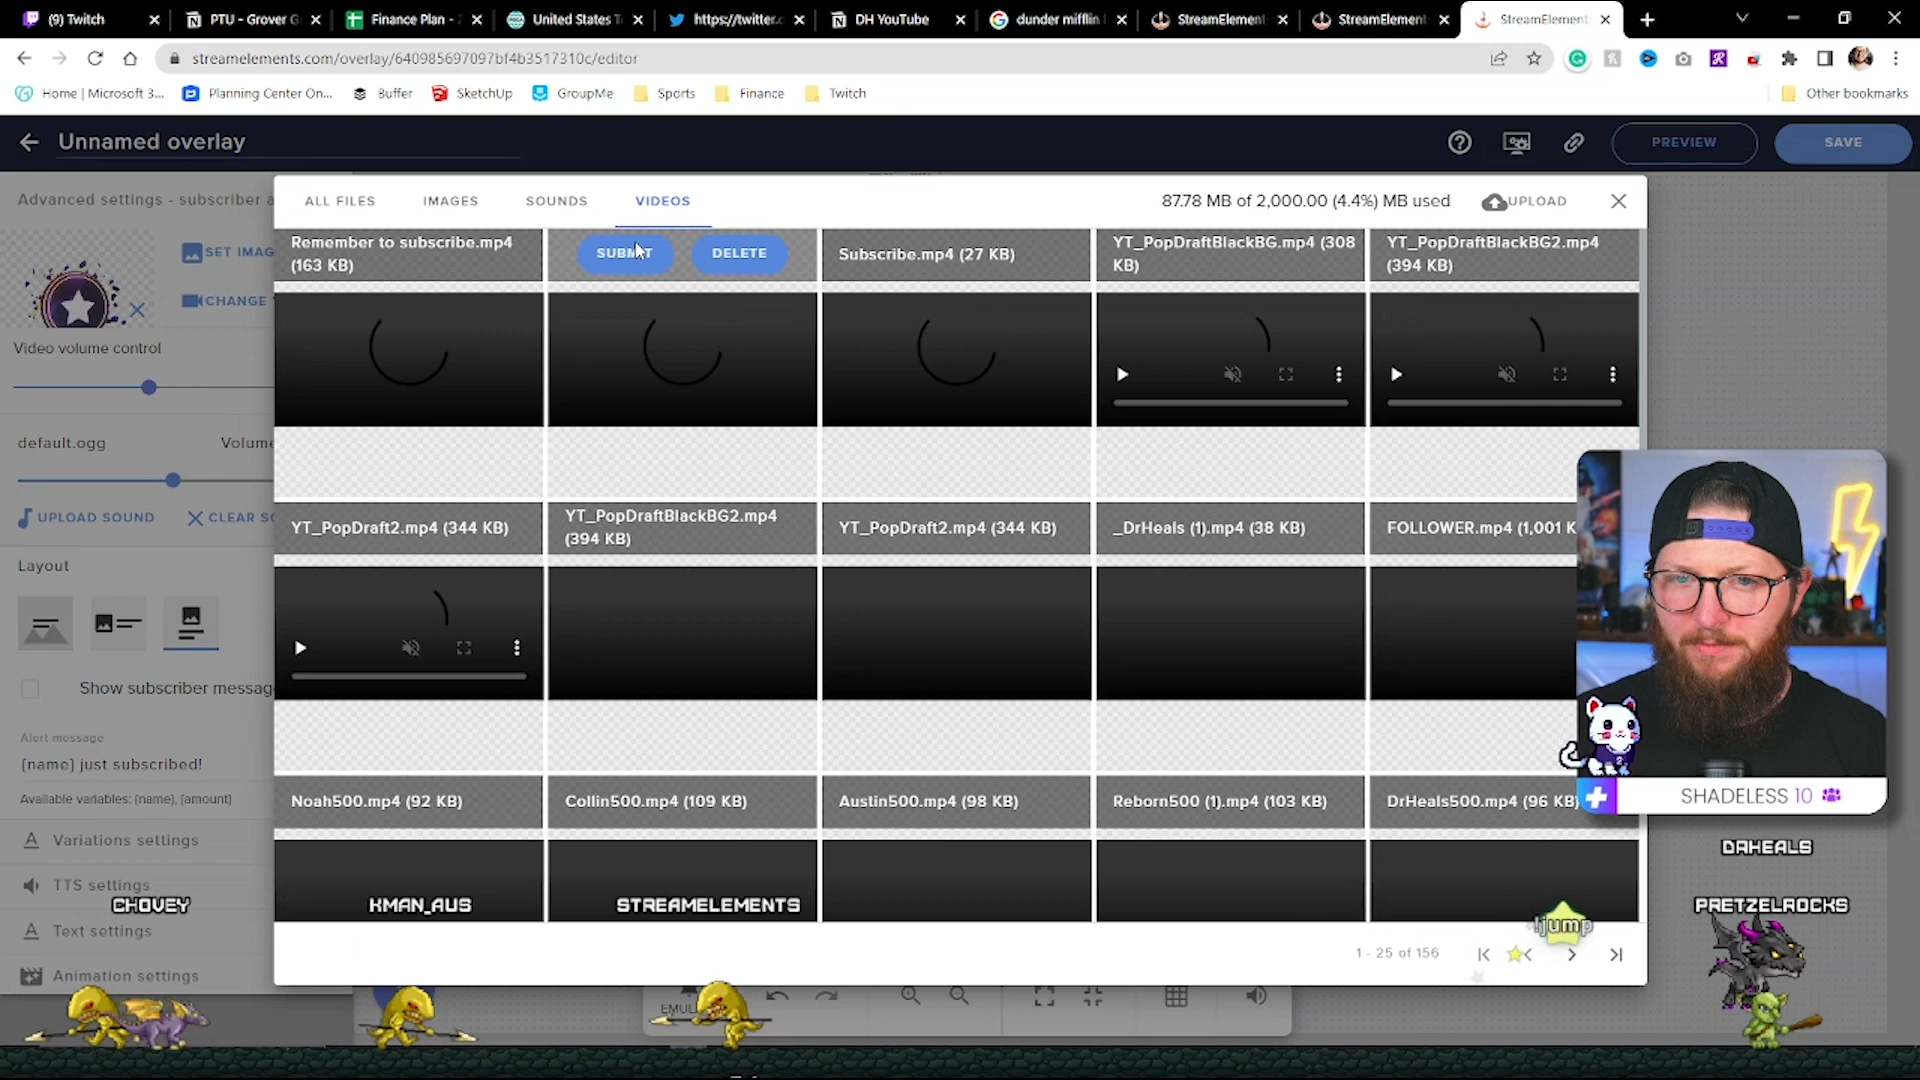 (9) Twitch
PTU - Grover G
Finance Plan - 2
United States T
https://twitter.c
DH YouTube
dunder mifflin
StreamElement
StreamElement
StreamElement
streamelements.com/overlay/640985697097bf4b3517310c/editor
Home | Microsoft 3...
Planning Center On...
Buffer
SketchUp
GroupMe
Sports
Finance
Twitch
Other bookmarks
Unnamed overlay
PREVIEW
SAVE
Advanced settings - subscriber a
SET IMAG
CHANGE
Video volume control
default.ogg
Volume
UPLOAD SOUND
CLEAR SO
Layout
Show subscriber messag
Alert message
{name} just subscribed!
Available variables: {name}, {amount}
Variations settings
TTS settings
Text settings
Animation settings
ALL FILES
IMAGES
SOUNDS
VIDEOS
87.78 MB of 2,000.00 (4.4%) MB used
UPLOAD
Remember to subscribe.mp4
(163 KB)
SUBMIT
DELETE
Subscribe.mp4 (27 KB)
YT_PopDraftBlackBG.mp4 (308
KB)
YT_PopDraftBlackBG2.mp4
(394 KB)
YT_PopDraft2.mp4 (344 KB)
YT_PopDraftBlackBG2.mp4
(394 KB)
YT_PopDraft2.mp4 (344 KB)
_DrHeals (1).mp4 (38 KB)
FOLLOWER.mp4 (1,001 K
Noah500.mp4 (92 KB)
Collin500.mp4 (109 KB)
Austin500.mp4 (98 KB)
Reborn500 (1).mp4 (103 KB)
DrHeals500.mp4 (96 KB)
SHADELESS 10
DRHEALS
CHOVEY
KMAN_AUS
STREAMELEMENTS
!jump
PRETZELROCKS
1 - 25 of 156
EMUL